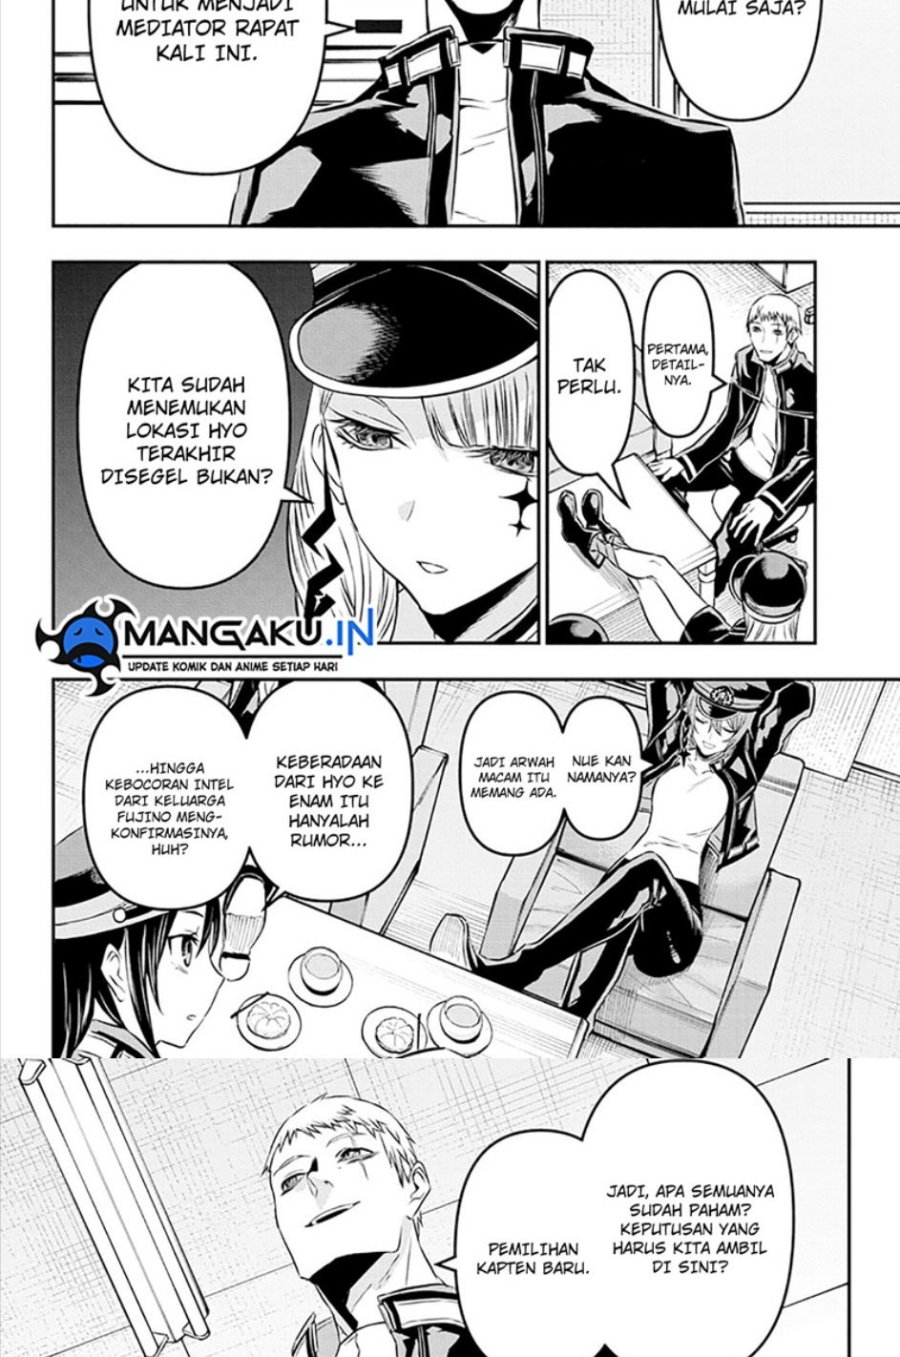 MULAI SAJA?
UNTUK MENJADI
MEDIATOR RAPAT
KALI INI.
PERTAMA,
DETAIL-
NYA.
TAK
PERLU.
KITA SUDAH
MENEMUKAN
LOKASI HYO
TERAKHIR
DISEGEL BUKAN?
MANGAKU.IN
UPDATE KOMIK DAN ANIME SETIAP HARI
NUE KAN
NAMANYA?
JADI ARWAH
MACAM ITU
MEMANG ADA.
KEBERADAAN
DARI HYO KE
ENAM ITU
HANYALAH
RUMOR...
...HINGGA
KEBOCORAN INTEL
DARI KELUARGA
FUJINO MENG-
KONFIRMASINYA,
HUH?
JADI, APA SEMUANYA
SUDAH PAHAM?
KEPUTUSAN YANG
HARUS KITA AMBIL
DI SINI?
PEMILIHAN
KAPTEN BARU.